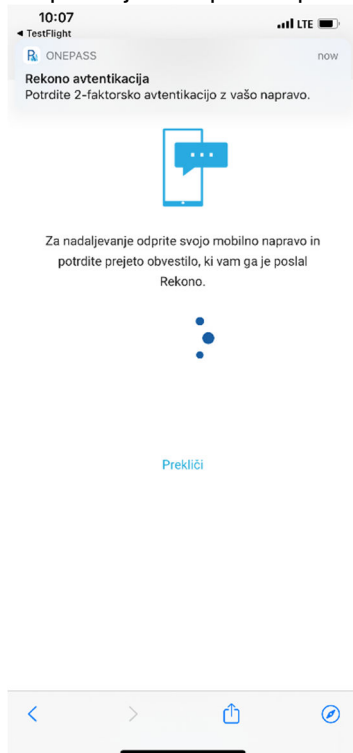 10:07
LTE
◀ TestFlight
ONEPASS
now
Rekono avtentikacija
Potrdite 2-faktorsko avtentikacijo z vašo napravo.
Za nadaljevanje odprite svojo mobilno napravo in
potrdite prejeto obvestilo, ki vam ga je poslal
Rekono.
Prekliči